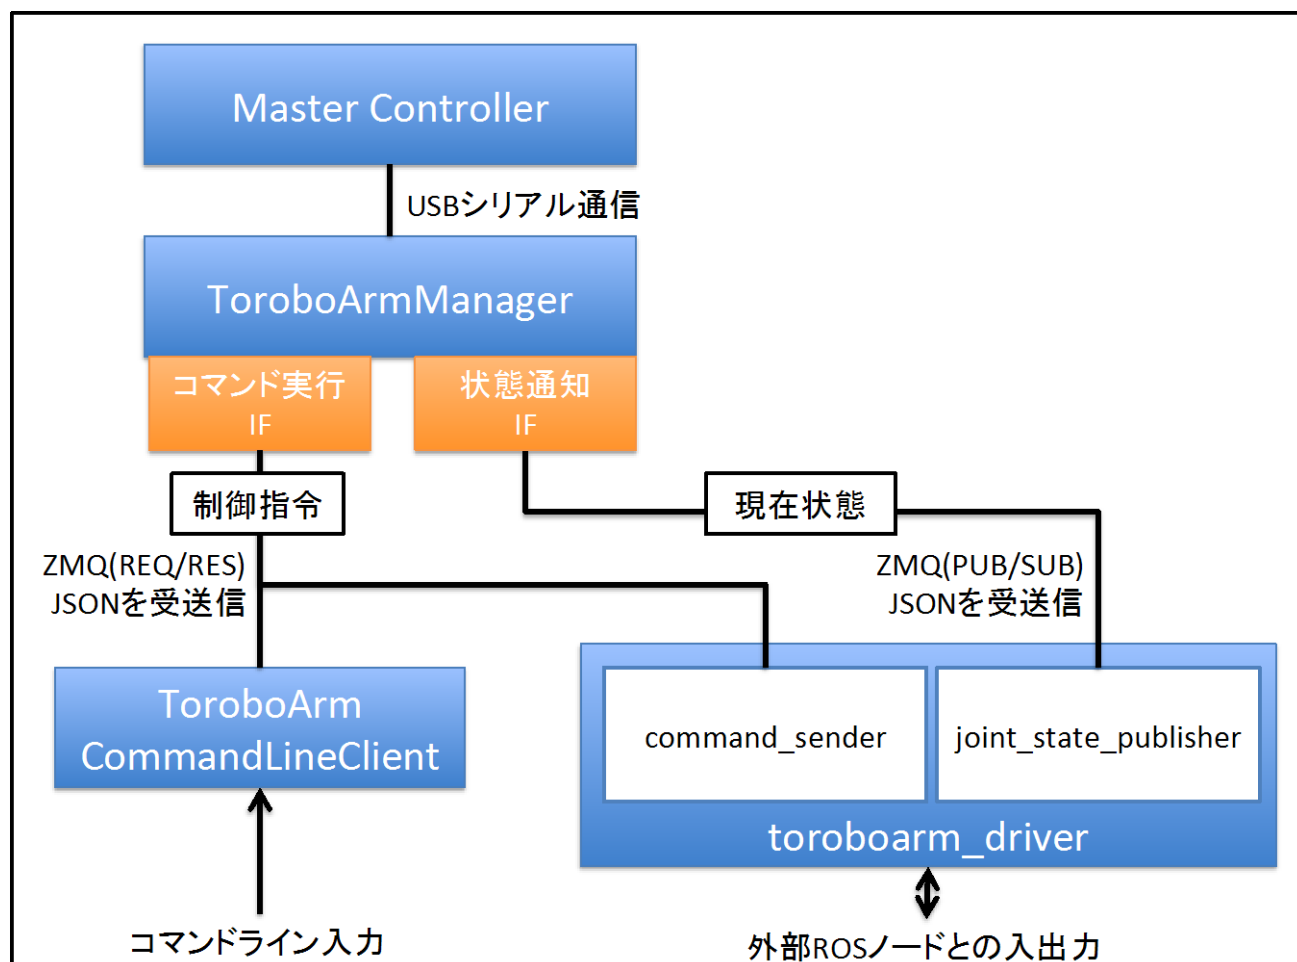 Master Controller
USBシリアル通信
ToroboArmManager
コマンド実行
IF
状態通知
IF
制御指令
現在状態
ZMQ(REQ/RES)
JSONを受送信
ZMQ(PUB/SUB)
JSONを受送信
ToroboArm
CommandLineClient
command_sender
joint_state_publisher
toroboarm_driver
コマンドライン入力
外部ROSノードとの入出力